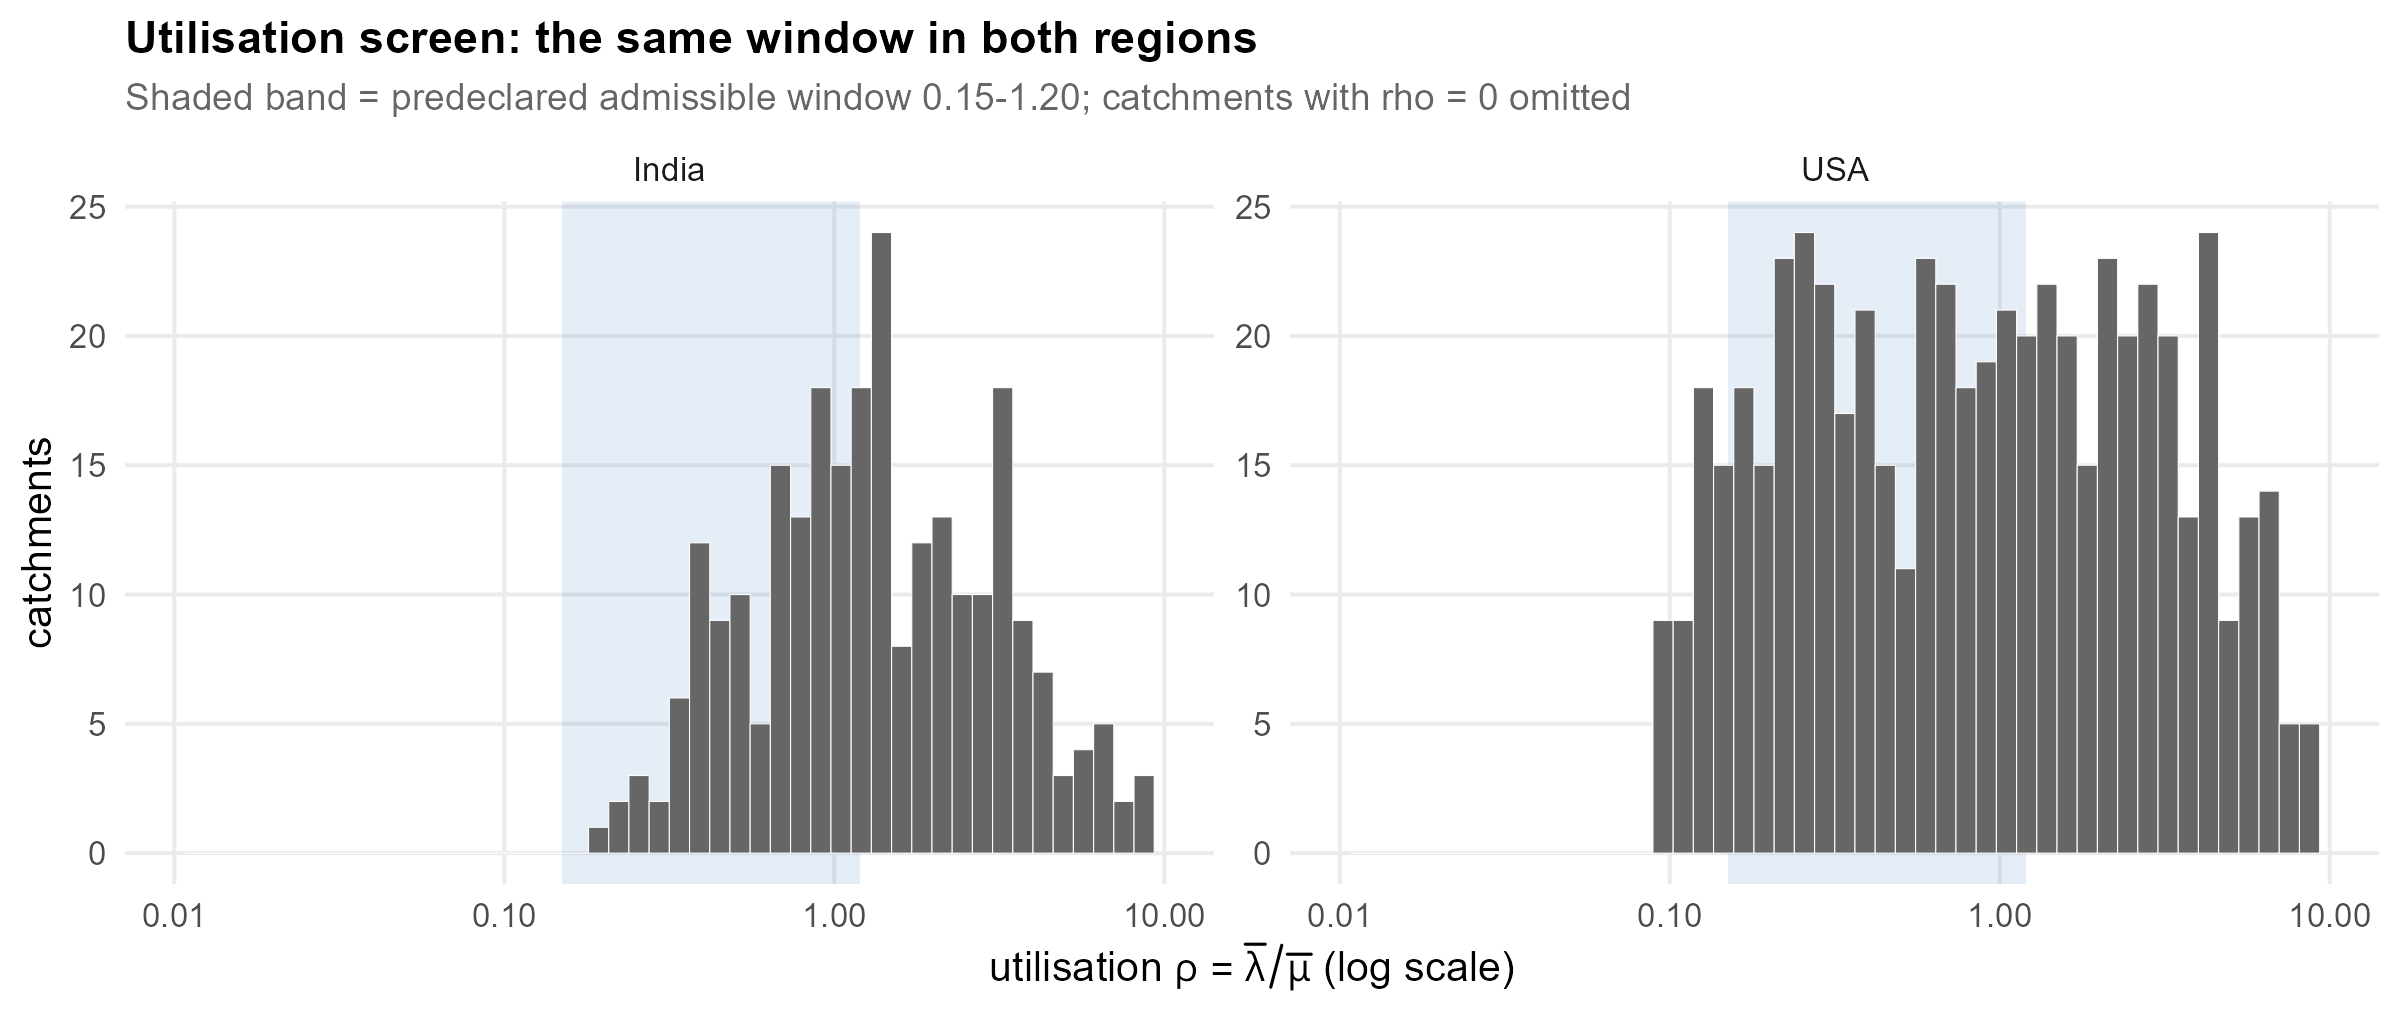 Utilisation screen: the same window in both regions
Shaded band = predeclared admissible window 0.15-1.20; catchments with rho = 0 omitted
India
USA
25
20
15
10
5
0
25
20
15
10
5
0
catchments
0.01 0.10 1.00 10.00
0.01 0.10 1.00 10.00
utilisation ρ = λ̅/μ̅ (log scale)